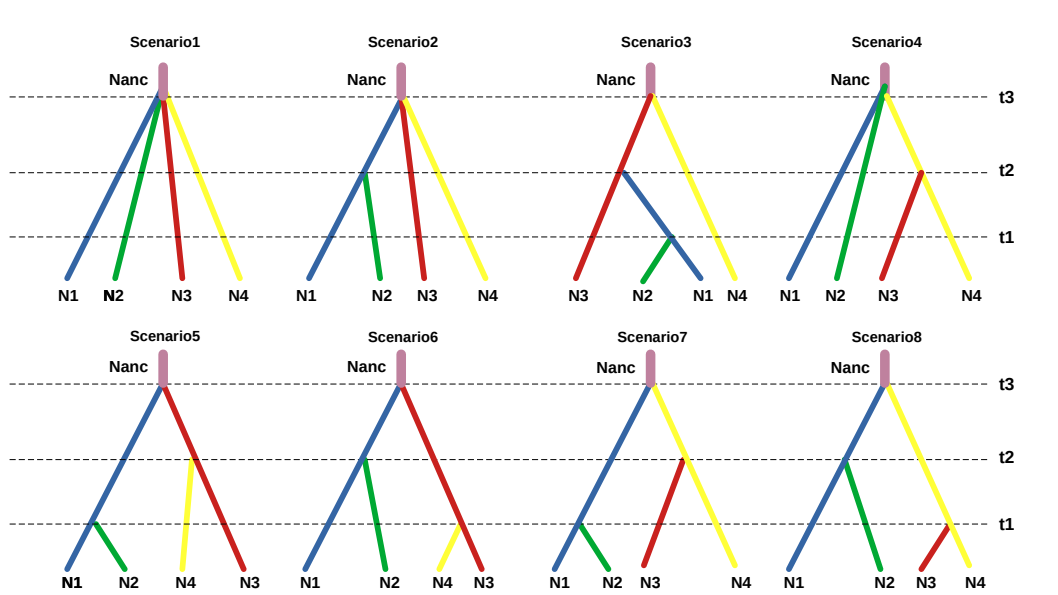 Scenario1 Scenario2 Scenario3 Scenario4
Nanc Nanc Nanc Nanc
t3
t2
t1
N1 N2 N3 N4 N1 N2 N3 N4 N3 N2 N1 N4 N1 N2 N3 N4
Scenario5 Scenario6 Scenario7 Scenario8
Nanc Nanc Nanc Nanc
t3
t2
t1
N1 N2 N4 N3 N1 N2 N4 N3 N1 N2 N3 N4 N1 N2 N3 N4